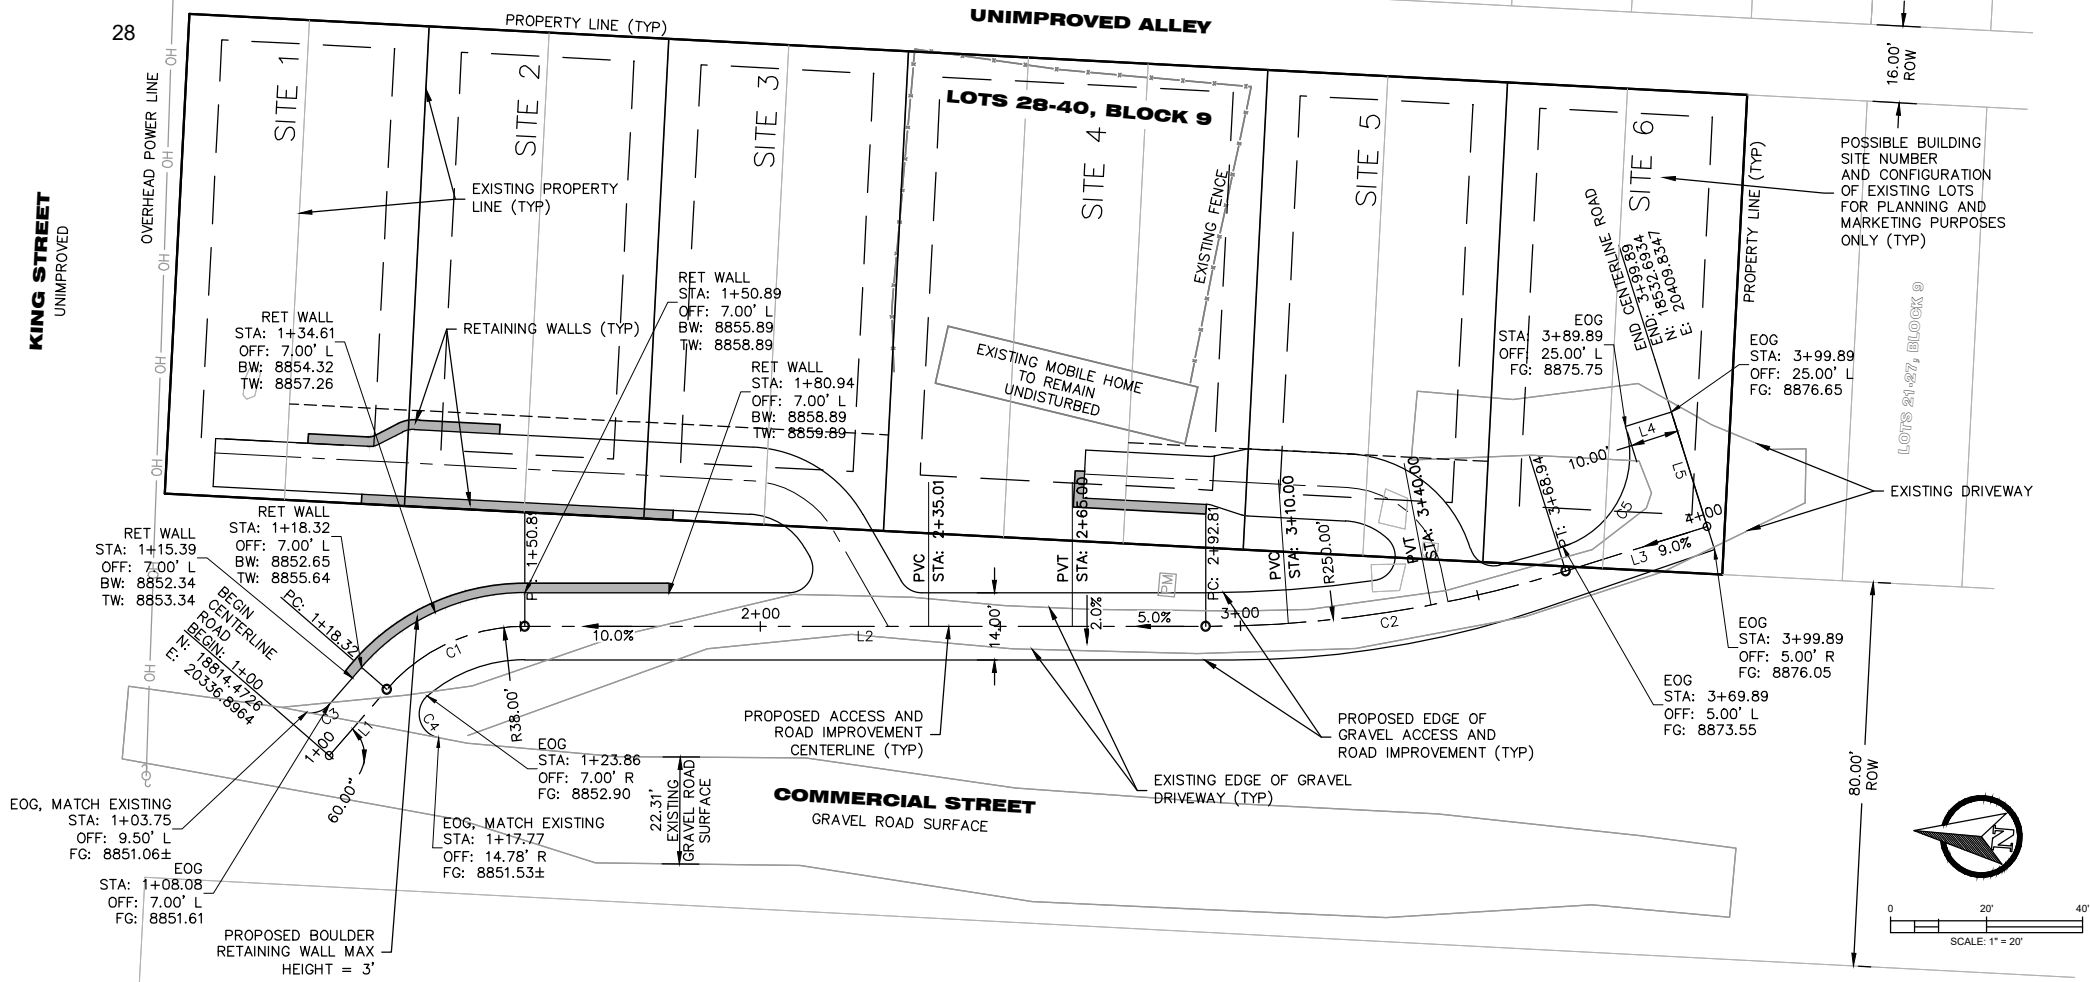 28
PROPERTY LINE (TYP)
UNIMPROVED ALLEY
16.00'
ROW
OVERHEAD POWER LINE
OH
OH
OH
OH
OH
OH
OH
KING STREET
UNIMPROVED
SITE 1
SITE 2
SITE 3
SITE 4
SITE 5
SITE 6
LOTS 28-40, BLOCK 9
EXISTING FENCE
EXISTING PROPERTY
LINE (TYP)
PROPERTY LINE (TYP)
POSSIBLE BUILDING
SITE NUMBER
AND CONFIGURATION
OF EXISTING LOTS
FOR PLANNING AND
MARKETING PURPOSES
ONLY (TYP)
LOTS 21-27, BLOCK 9
END CENTERLINE ROAD
END: 3+99.89
N: 18532.6934
E: 20409.8347
RET WALL
STA: 1+50.89
OFF: 7.00' L
BW: 8855.89
TW: 8858.89
RET WALL
STA: 1+34.61
OFF: 7.00' L
BW: 8854.32
TW: 8857.26
RETAINING WALLS (TYP)
RET WALL
STA: 1+80.94
OFF: 7.00' L
BW: 8858.89
TW: 8859.89
EXISTING MOBILE HOME
TO REMAIN
UNDISTURBED
EOG
STA: 3+89.89
OFF: 25.00' L
FG: 8875.75
EOG
STA: 3+99.89
OFF: 25.00' L
FG: 8876.65
L4
10.00'
L5
C5
4+00
L3
9.0%
EXISTING DRIVEWAY
RET WALL
STA: 1+18.32
OFF: 7.00' L
BW: 8852.65
TW: 8855.64
RET WALL
STA: 1+15.39
OFF: 7.00' L
BW: 8852.34
TW: 8853.34
PC: 1+18.32
BEGIN
CENTERLINE
ROAD
BEGIN: 1+00
N: 18814.4726
E: 20336.8964
1+50.89
PVC
STA: 2+35.01
PVT
STA: 2+65.00
PC: 2+92.81
PVC
STA: 3+10.00
R250.00'
PVT
STA: 3+40.00
PT: 3+68.94
PM
10.0%
2+00
L2
14.00'
2.0%
5.0%
3+00
C2
C1
C3
C4
L1
1+00
60.00'
R38.00'
EOG
STA: 1+23.86
OFF: 7.00' R
FG: 8852.90
EOG, MATCH EXISTING
STA: 1+17.77
OFF: 14.78' R
FG: 8851.53±
EOG, MATCH EXISTING
STA: 1+03.75
OFF: 9.50' L
FG: 8851.06±
EOG
STA: 1+08.08
OFF: 7.00' L
FG: 8851.61
PROPOSED BOULDER
RETAINING WALL MAX
HEIGHT = 3'
22.31'
EXISTING
GRAVEL ROAD
SURFACE
COMMERCIAL STREET
GRAVEL ROAD SURFACE
PROPOSED ACCESS AND
ROAD IMPROVEMENT
CENTERLINE (TYP)
EXISTING EDGE OF GRAVEL
DRIVEWAY (TYP)
PROPOSED EDGE OF
GRAVEL ACCESS AND
ROAD IMPROVEMENT (TYP)
EOG
STA: 3+69.89
OFF: 5.00' L
FG: 8873.55
EOG
STA: 3+99.89
OFF: 5.00' R
FG: 8876.05
80.00'
ROW
N
0 20' 40'
SCALE: 1" = 20'